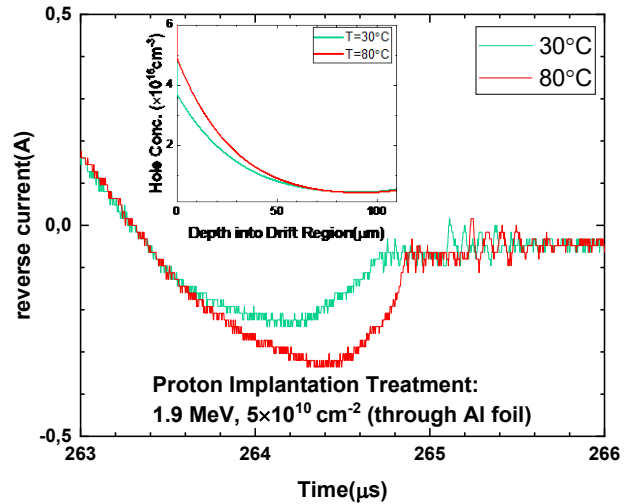 6
T=30°C
T=80°C
4
2
Hole Conc. (×10¹⁶cm⁻³)
0
50
100
Depth into Drift Region(μm)
30°C
80°C
0,0
-0,5
reverse current(A)
Proton Implantation Treatment:
1.9 MeV, 5×10¹⁰ cm⁻² (through Al foil)
263
264
265
266
Time(μs)